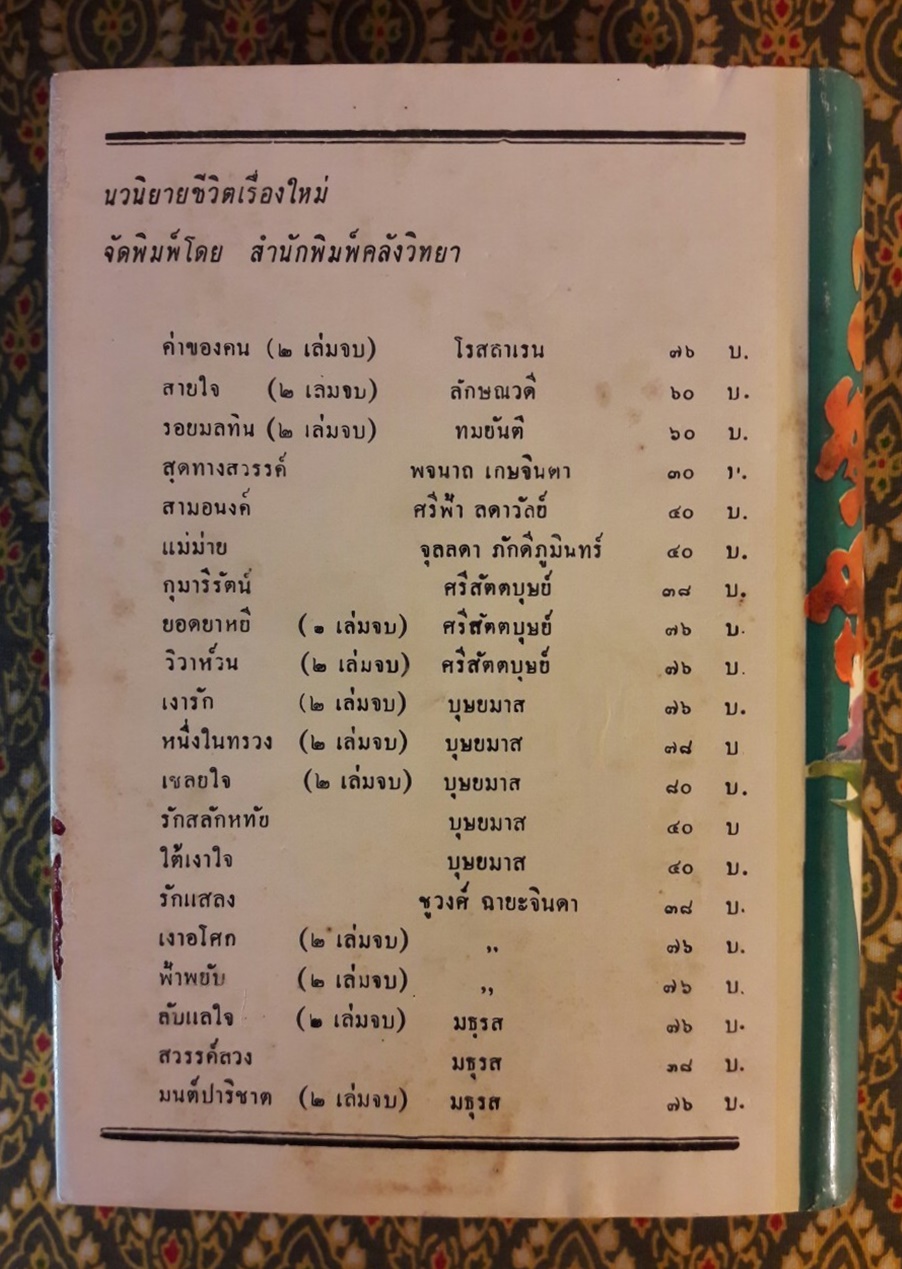 นวนิยายชีวิตเรื่องใหม่
จัดพิมพ์โดย สำนักพิมพ์คลังวิทยา
ค่าของคน (๒ เล่มจบ) โรสลาเรน ๗๖ บ.
สายใจ (๒ เล่มจบ) ลักษณวดี ๖๐ บ.
รอยมลทิน (๒ เล่มจบ) ทมยันตี ๖๐ บ.
สุดทางสวรรค์ พจนาถ เกษจินดา ๓๐ บ.
สามอนงค์ ศรีฟ้า ลดาวัลย์ ๔๐ บ.
แม่ม่าย จุลลดา ภักดีภูมินทร์ ๔๐ บ.
กุมารีรัตน์ ศรีสัตตบุษย์ ๓๘ บ.
ยอดยาหยี (๒ เล่มจบ) ศรีสัตตบุษย์ ๗๖ บ.
วิวาห์วน (๒ เล่มจบ) ศรีสัตตบุษย์ ๗๖ บ.
เงารัก (๒ เล่มจบ) บุษยมาส ๗๖ บ.
หนึ่งในทรวง (๒ เล่มจบ) บุษยมาส ๗๘ บ
เชลยใจ (๒ เล่มจบ) บุษยมาส ๘๐ บ.
รักสลักหทัย บุษยมาส ๔๐ บ
ใต้เงาใจ บุษยมาส ๔๐ บ.
รักแสลง ชูวงศ์ ฉายะจินดา ๓๘ บ.
เงาอโศก (๒ เล่มจบ) ,, ๗๖ บ.
ฟ้าพยับ (๒ เล่มจบ) ,, ๗๖ บ.
ลับแลใจ (๒ เล่มจบ) มธุรส ๗๖ บ.
สวรรค์ลวง มธุรส ๓๘ บ.
มนต์ปาริชาต (๒ เล่มจบ) มธุรส ๗๖ บ.